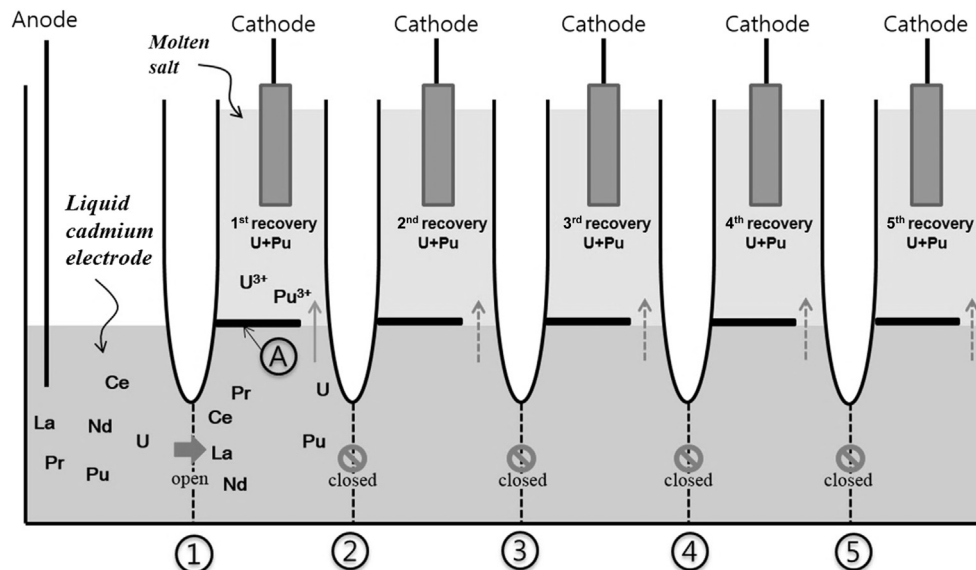 Anode
Cathode
Cathode
Cathode
Cathode
Cathode
Molten
salt
Liquid
cadmium
electrode
1st recovery
U+Pu
2nd recovery
U+Pu
3rd recovery
U+Pu
4th recovery
U+Pu
5th recovery
U+Pu
U3+
Pu3+
A
Ce
La
Nd
U
Pr
Pu
open
Pr
Ce
La
Nd
U
Pu
closed
closed
closed
closed
1
2
3
4
5